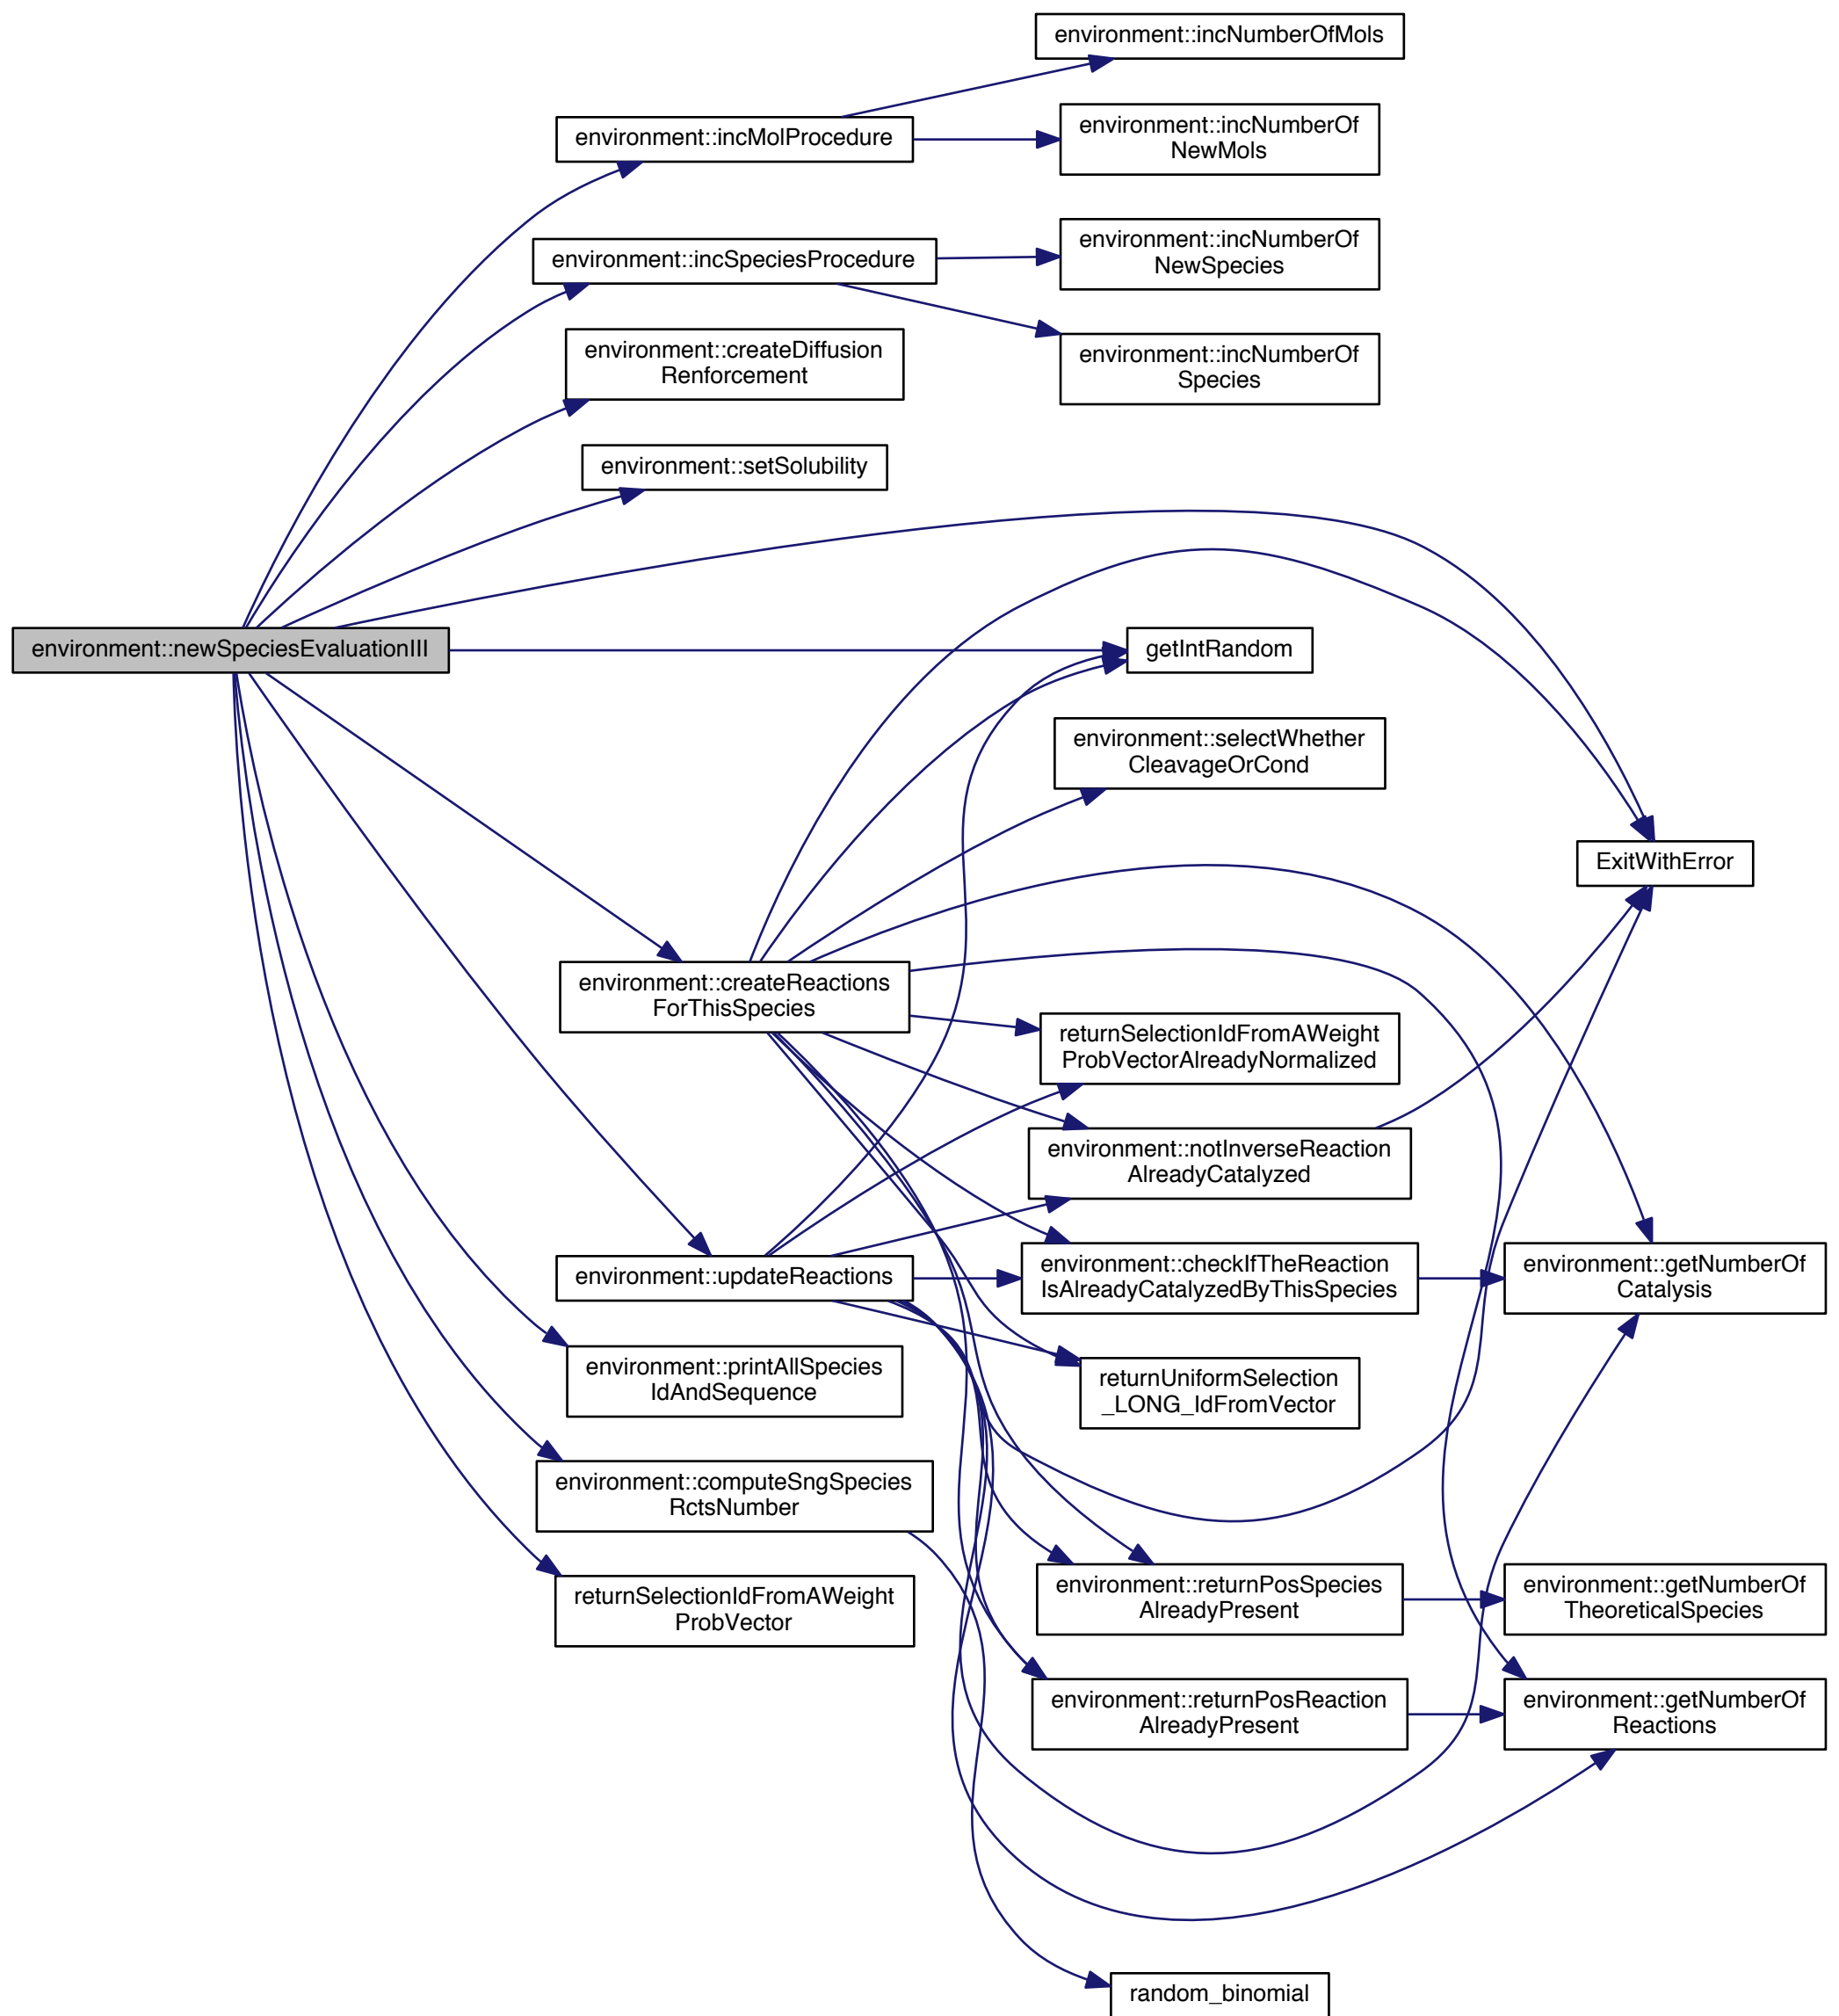 environment::incNumberOfMols
environment::incMolProcedure
environment::incNumberOf
NewMols
environment::incNumberOf
NewSpecies
environment::incSpeciesProcedure
environment::createDiffusion
Renforcement
environment::incNumberOf
Species
environment::setSolubility
environment::newSpeciesEvaluationIII
getIntRandom
environment::selectWhether
CleavageOrCond
ExitWithError
environment::createReactions
ForThisSpecies
returnSelectionIdFromAWeight
ProbVectorAlreadyNormalized
environment::notInverseReaction
AlreadyCatalyzed
environment::updateReactions
environment::checkIfTheReaction
IsAlreadyCatalyzedByThisSpecies
environment::getNumberOf
Catalysis
environment::printAllSpecies
IdAndSequence
returnUniformSelection
_LONG_IdFromVector
environment::computeSngSpecies
RctsNumber
returnSelectionIdFromAWeight
ProbVector
environment::returnPosSpecies
AlreadyPresent
environment::getNumberOf
TheoreticalSpecies
environment::returnPosReaction
AlreadyPresent
environment::getNumberOf
Reactions
random_binomial